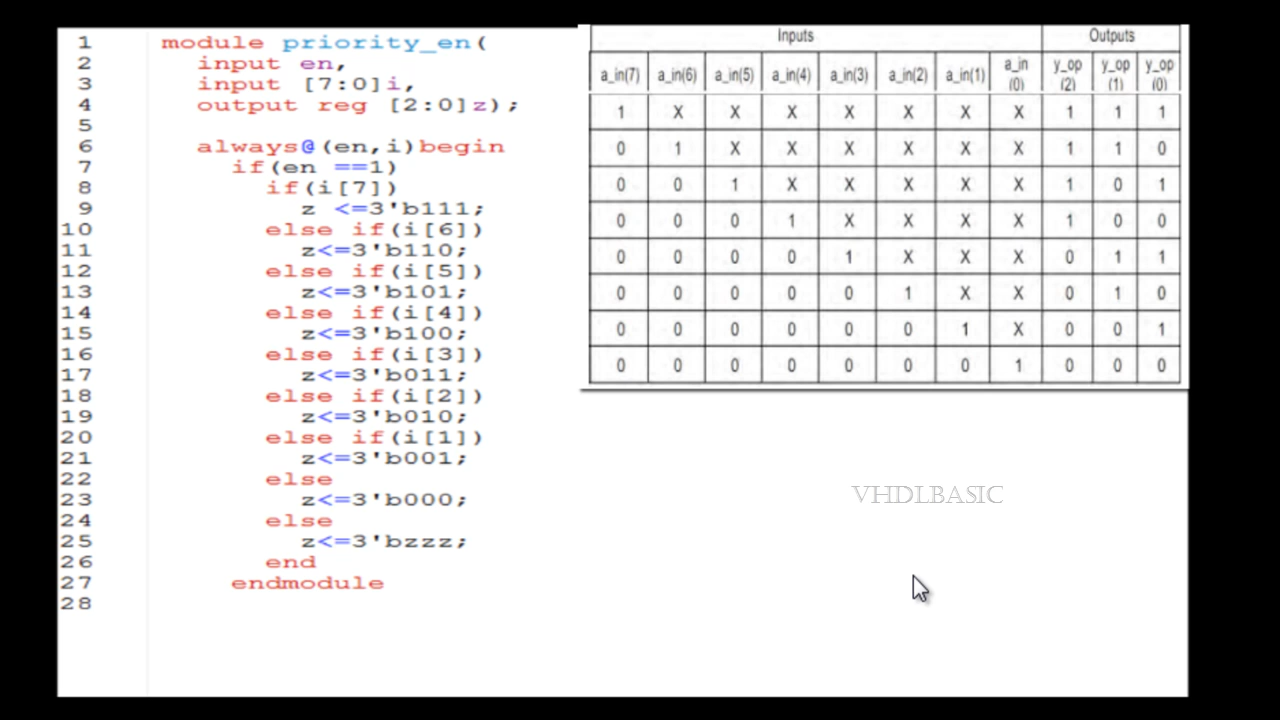 1 module priority_en(
2 input en,
3 input [7:0]i,
4 output reg [2:0]z);
5
6 always@(en,i)begin
7 if(en ==1)
8 if(i[7])
9 z <=3'b111;
10 else if(i[6])
11 z<=3'b110;
12 else if(i[5])
13 z<=3'b101;
14 else if(i[4])
15 z<=3'b100;
16 else if(i[3])
17 z<=3'b011;
18 else if(i[2])
19 z<=3'b010;
20 else if(i[1])
21 z<=3'b001;
22 else
23 z<=3'b000;
24 else
25 z<=3'bzzz;
26 end
27 endmodule
28
Inputs Outputs
a_in(7) a_in(6) a_in(5) a_in(4) a_in(3) a_in(2) a_in(1) a_in (0) y_op (2) y_op (1) y_op (0)
1 X X X X X X X 1 1 1
0 1 X X X X X X 1 1 0
0 0 1 X X X X X 1 0 1
0 0 0 1 X X X X 1 0 0
0 0 0 0 1 X X X 0 1 1
0 0 0 0 0 1 X X 0 1 0
0 0 0 0 0 0 1 X 0 0 1
0 0 0 0 0 0 0 1 0 0 0
VHDLBASIC